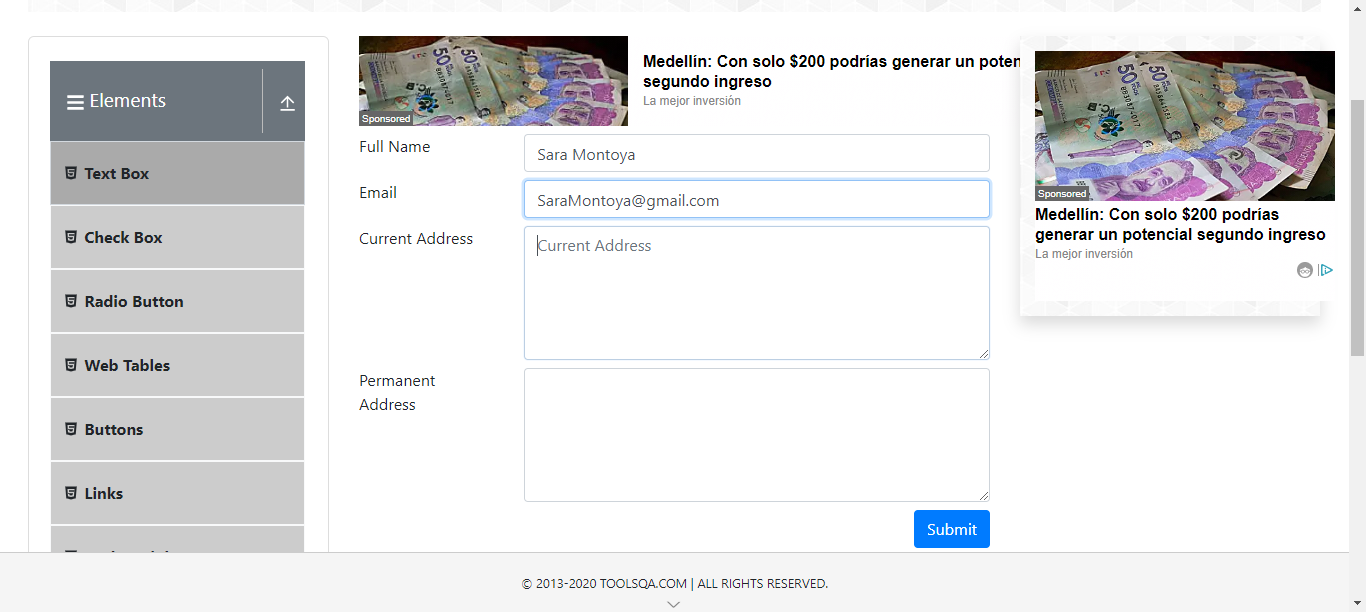 Elements
Text Box
Check Box
Radio Button
Web Tables
Buttons
Links
Sponsored
Medellín: Con solo $200 podrías generar un poten
segundo ingreso
La mejor inversión
Full Name
Sara Montoya
Email
SaraMontoya@gmail.com
Current Address
Current Address
Permanent
Address
Submit
Sponsored
Medellín: Con solo $200 podrías
generar un potencial segundo ingreso
La mejor inversión
© 2013-2020 TOOLSQA.COM | ALL RIGHTS RESERVED.